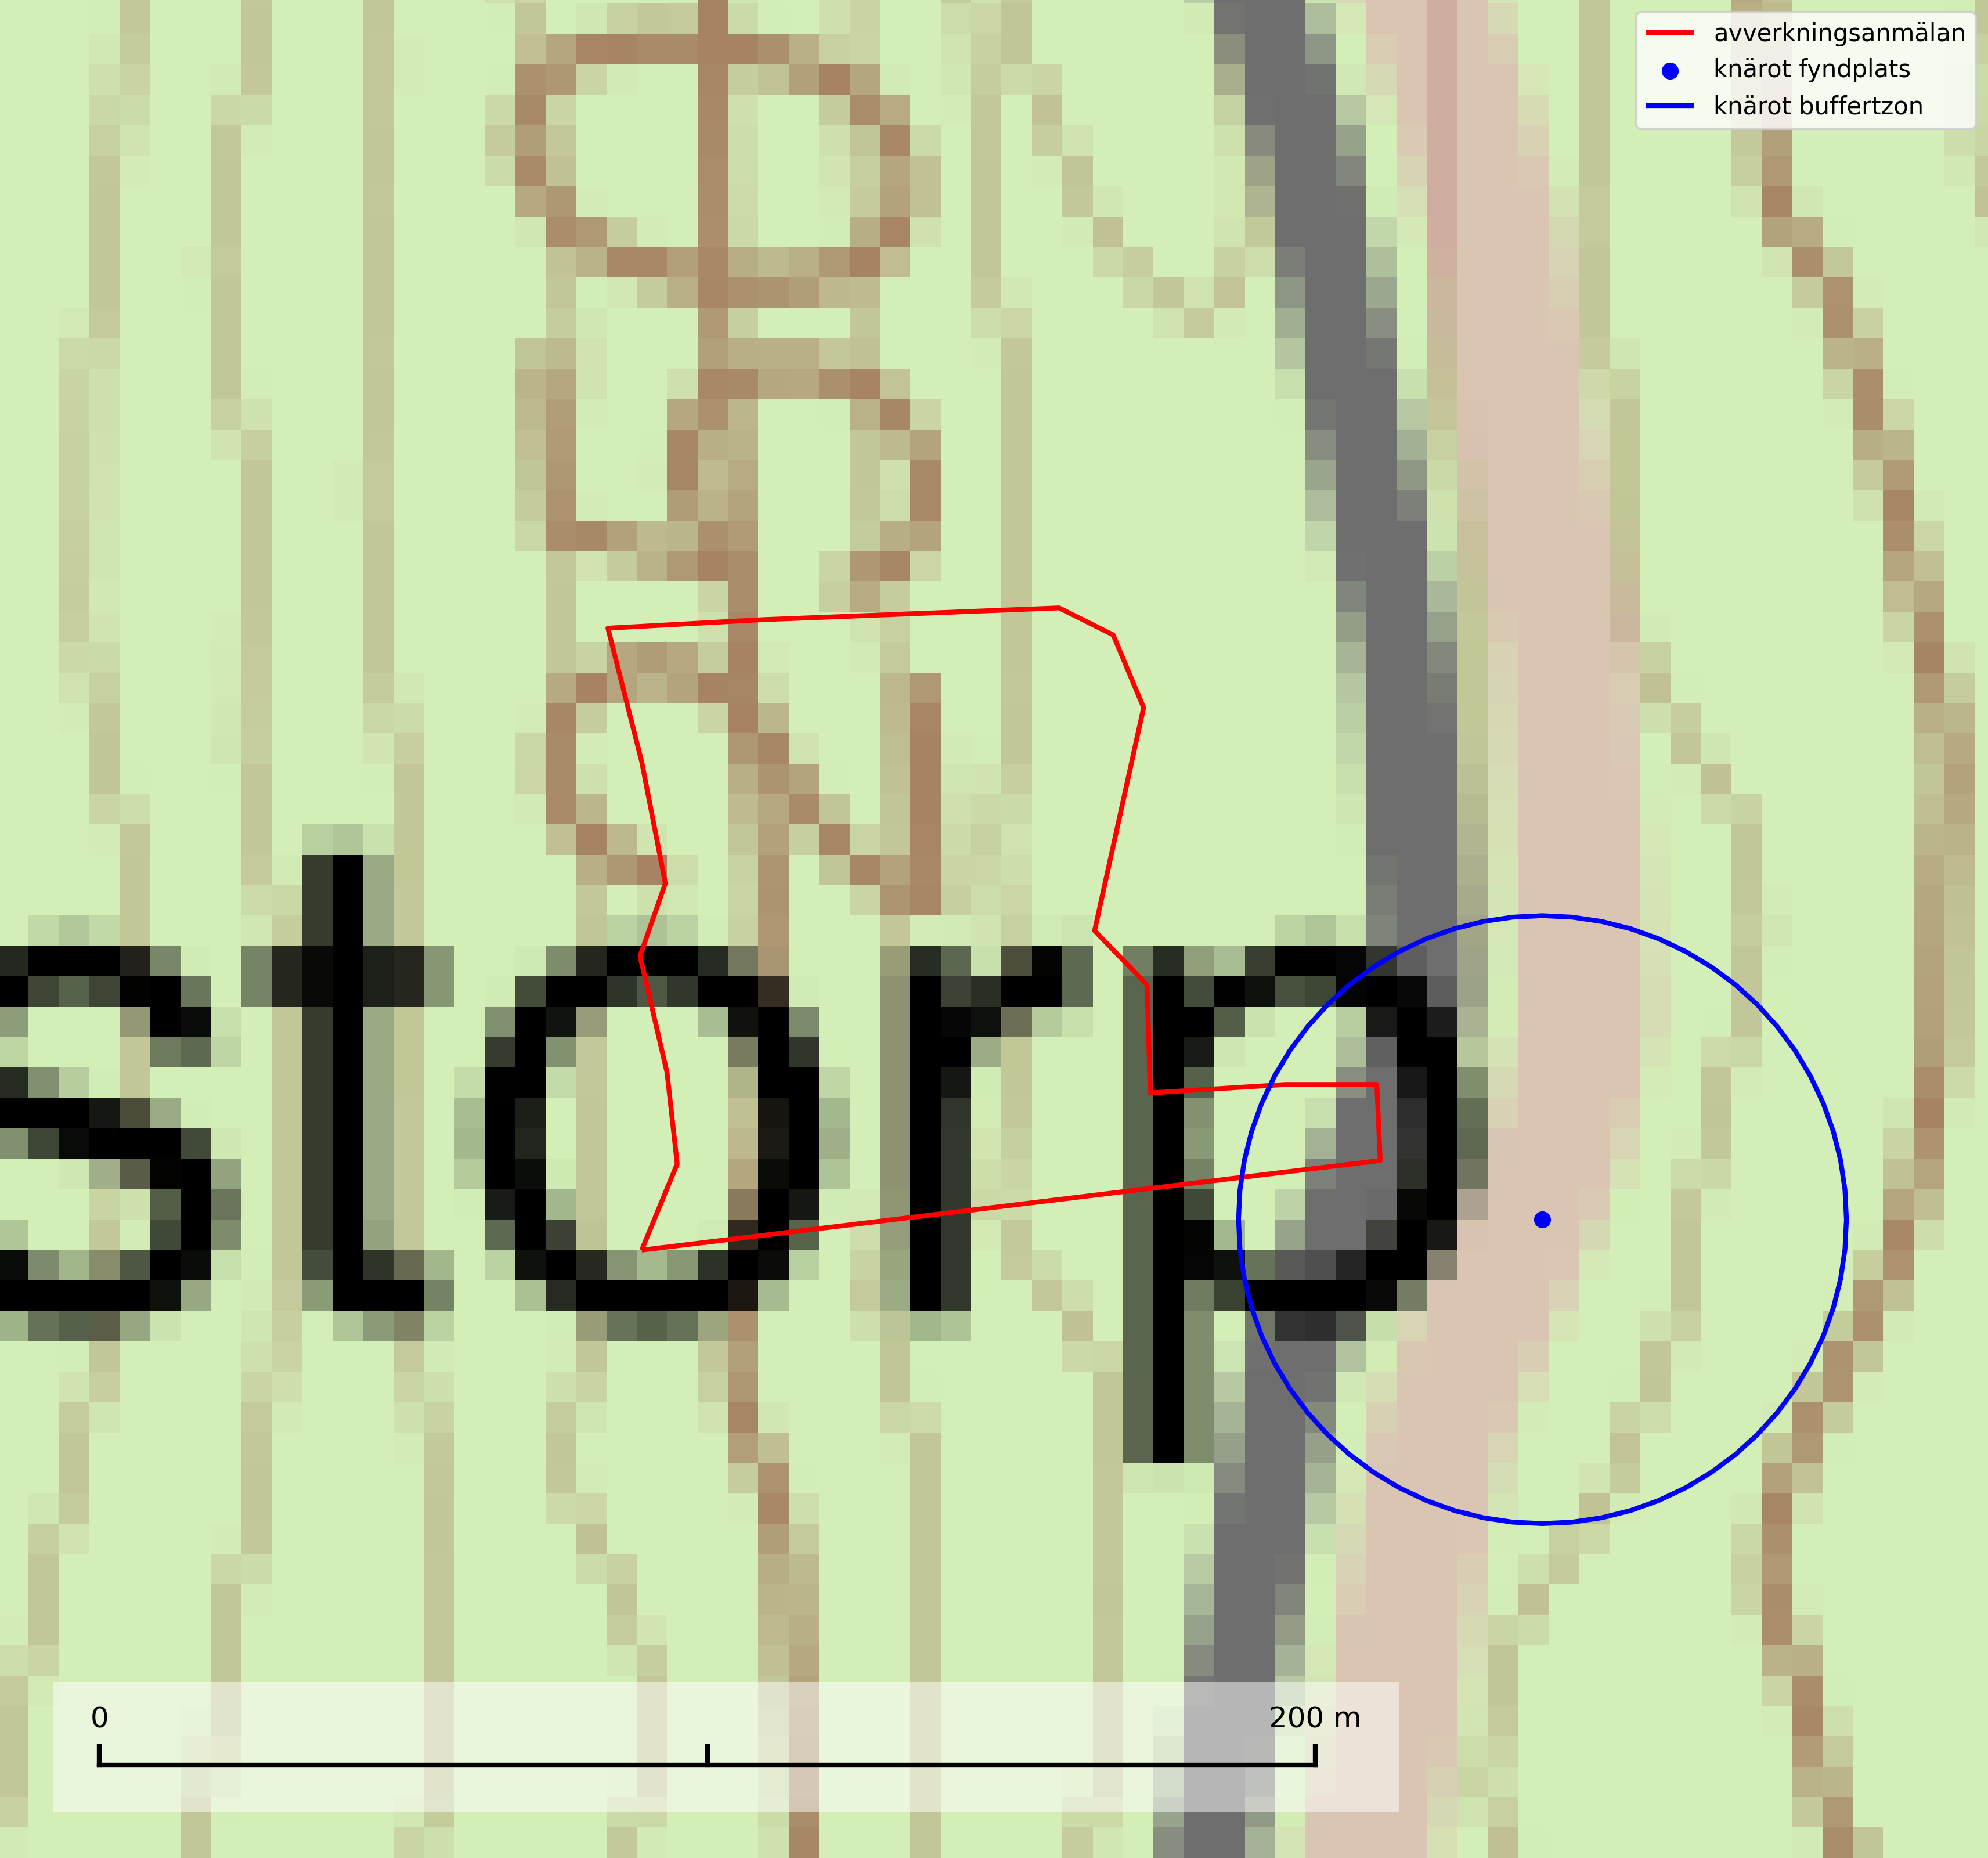 avverkningsanmälan
knärot fyndplats
knärot buffertzon
storp
0 200 m